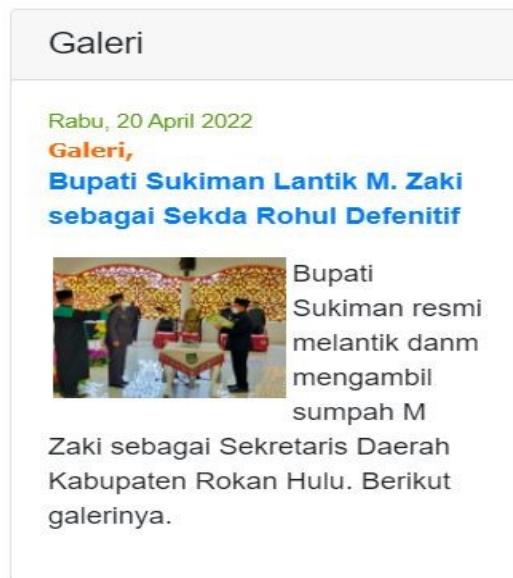 Galeri
Rabu, 20 April 2022
Galeri,
Bupati Sukiman Lantik M. Zaki
sebagai Sekda Rohul Defenitif
Bupati
Sukiman resmi
melantik danm
mengambil
sumpah M
Zaki sebagai Sekretaris Daerah
Kabupaten Rokan Hulu. Berikut
galerinya.